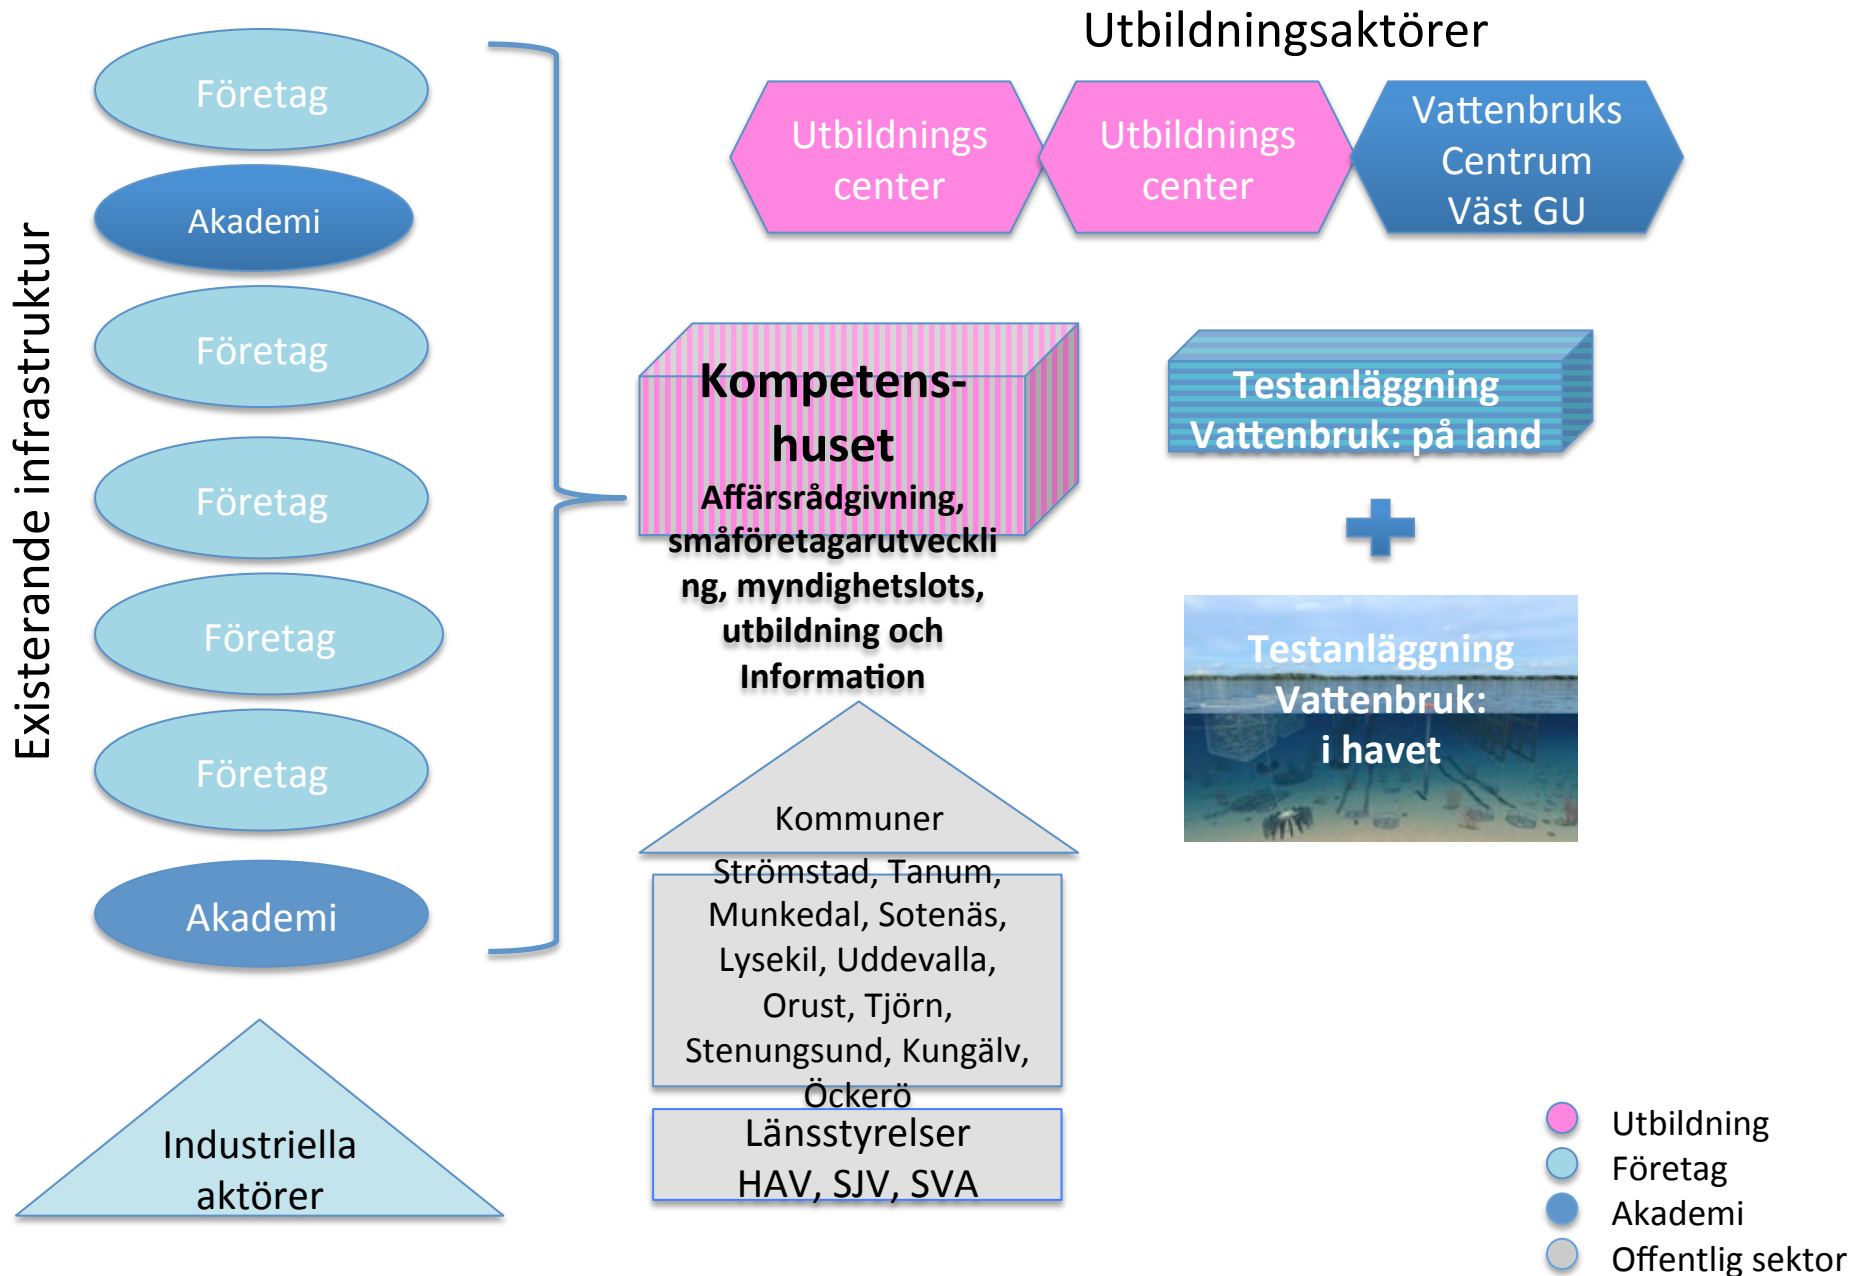 Utbildningsaktörer
Existerande infrastruktur
Företag
Akademi
Företag
Företag
Företag
Företag
Akademi
Industriella
aktörer
Utbildnings
center
Utbildnings
center
Vattenbruks
Centrum
Väst GU
Kompetens-
huset
Affärsrådgivning,
småföretagarutveckli
ng, myndighetslots,
utbildning och
Information
Testanläggning
Vattenbruk: på land
Testanläggning
Vattenbruk:
i havet
Kommuner
Strömstad, Tanum,
Munkedal, Sotenäs,
Lysekil, Uddevalla,
Orust, Tjörn,
Stenungsund, Kungälv,
Öckerö
Länsstyrelser
HAV, SJV, SVA
Utbildning
Företag
Akademi
Offentlig sektor